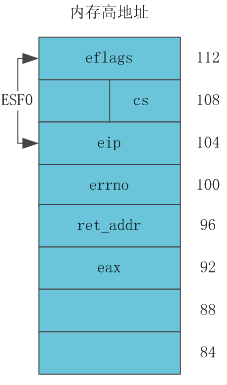 内存高地址
eflags 112
cs 108
ESF0
eip 104
errno 100
ret_addr 96
eax 92
88
84